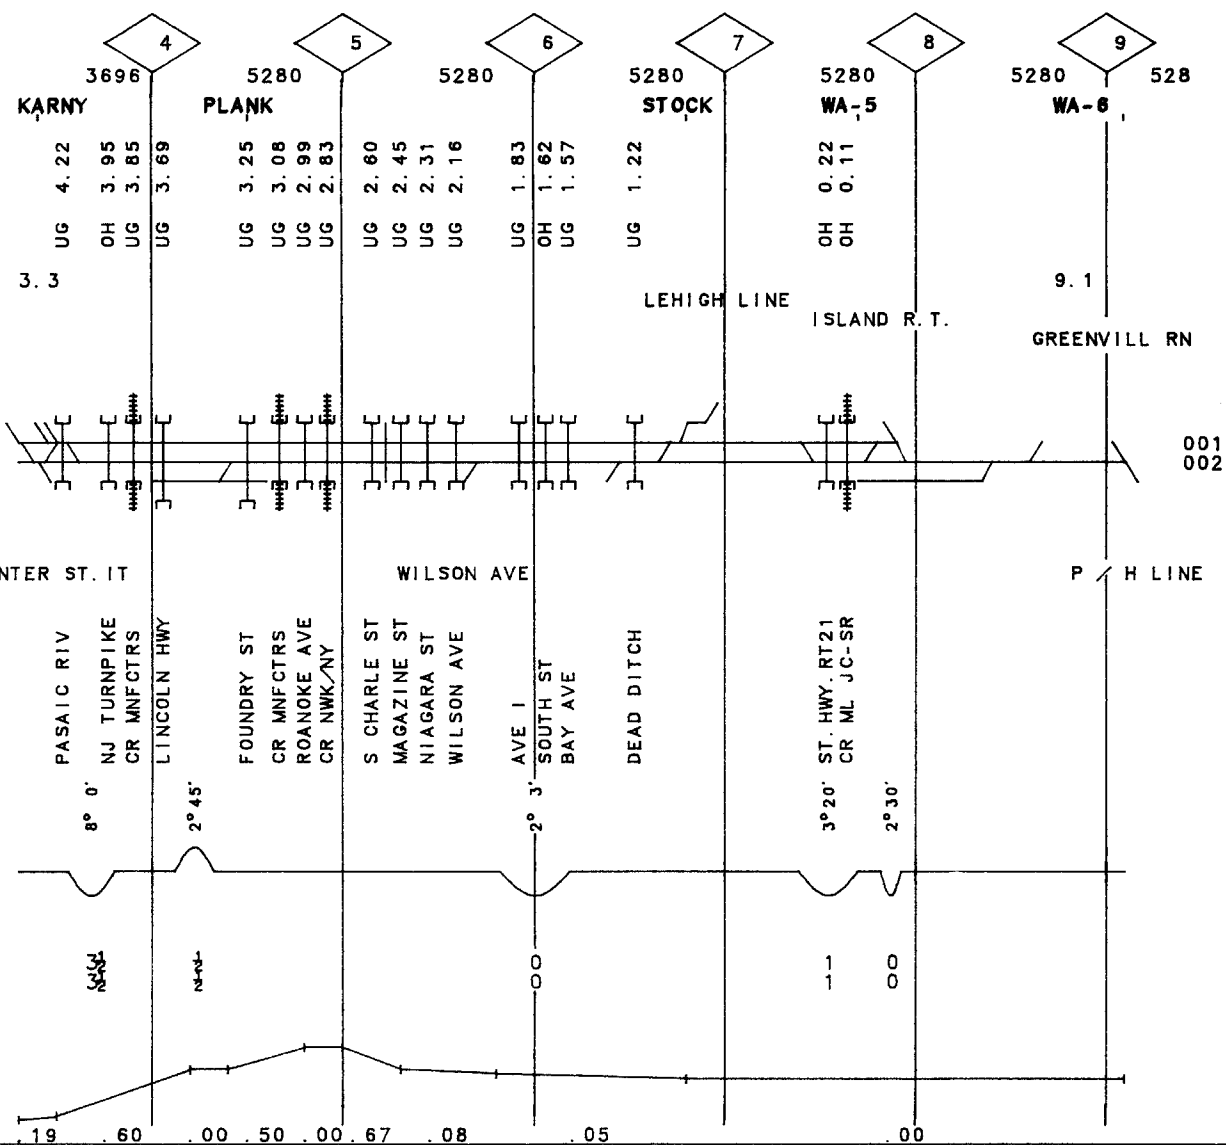 4 5 6 7 8 9
3696 5280 5280 5280 5280 5280 528
KARNY PLANK STOCK WA-5 WA-6
UG 4.22
OH 3.95
UG 3.85
UG 3.69
UG 3.25
UG 3.08
UG 2.99
UG 2.83
UG 2.60
UG 2.45
UG 2.31
UG 2.16
UG 1.83
OH 1.62
UG 1.57
UG 1.22
OH 0.22
OH 0.11
3.3 9.1
LEHIGH LINE
ISLAND R.T.
GREENVILL RN
001
002
NTER ST. IT WILSON AVE P / H LINE
PASAIC RIV
NJ TURNPIKE
CR MNFCTRS
LINCOLN HWY
FOUNDRY ST
CR MNFCTRS
ROANOKE AVE
CR NWK/NY
S CHARLE ST
MAGAZINE ST
NIAGARA ST
WILSON AVE
AVE I
SOUTH ST
BAY AVE
DEAD DITCH
ST. HWY. RT21
CR ML JC-SR
8° 0'
2° 45'
2° 3'
3° 20'
2° 30'
0 1 0
0 1 0
.19 .60 .00 .50 .00 .67 .08 .05 .00